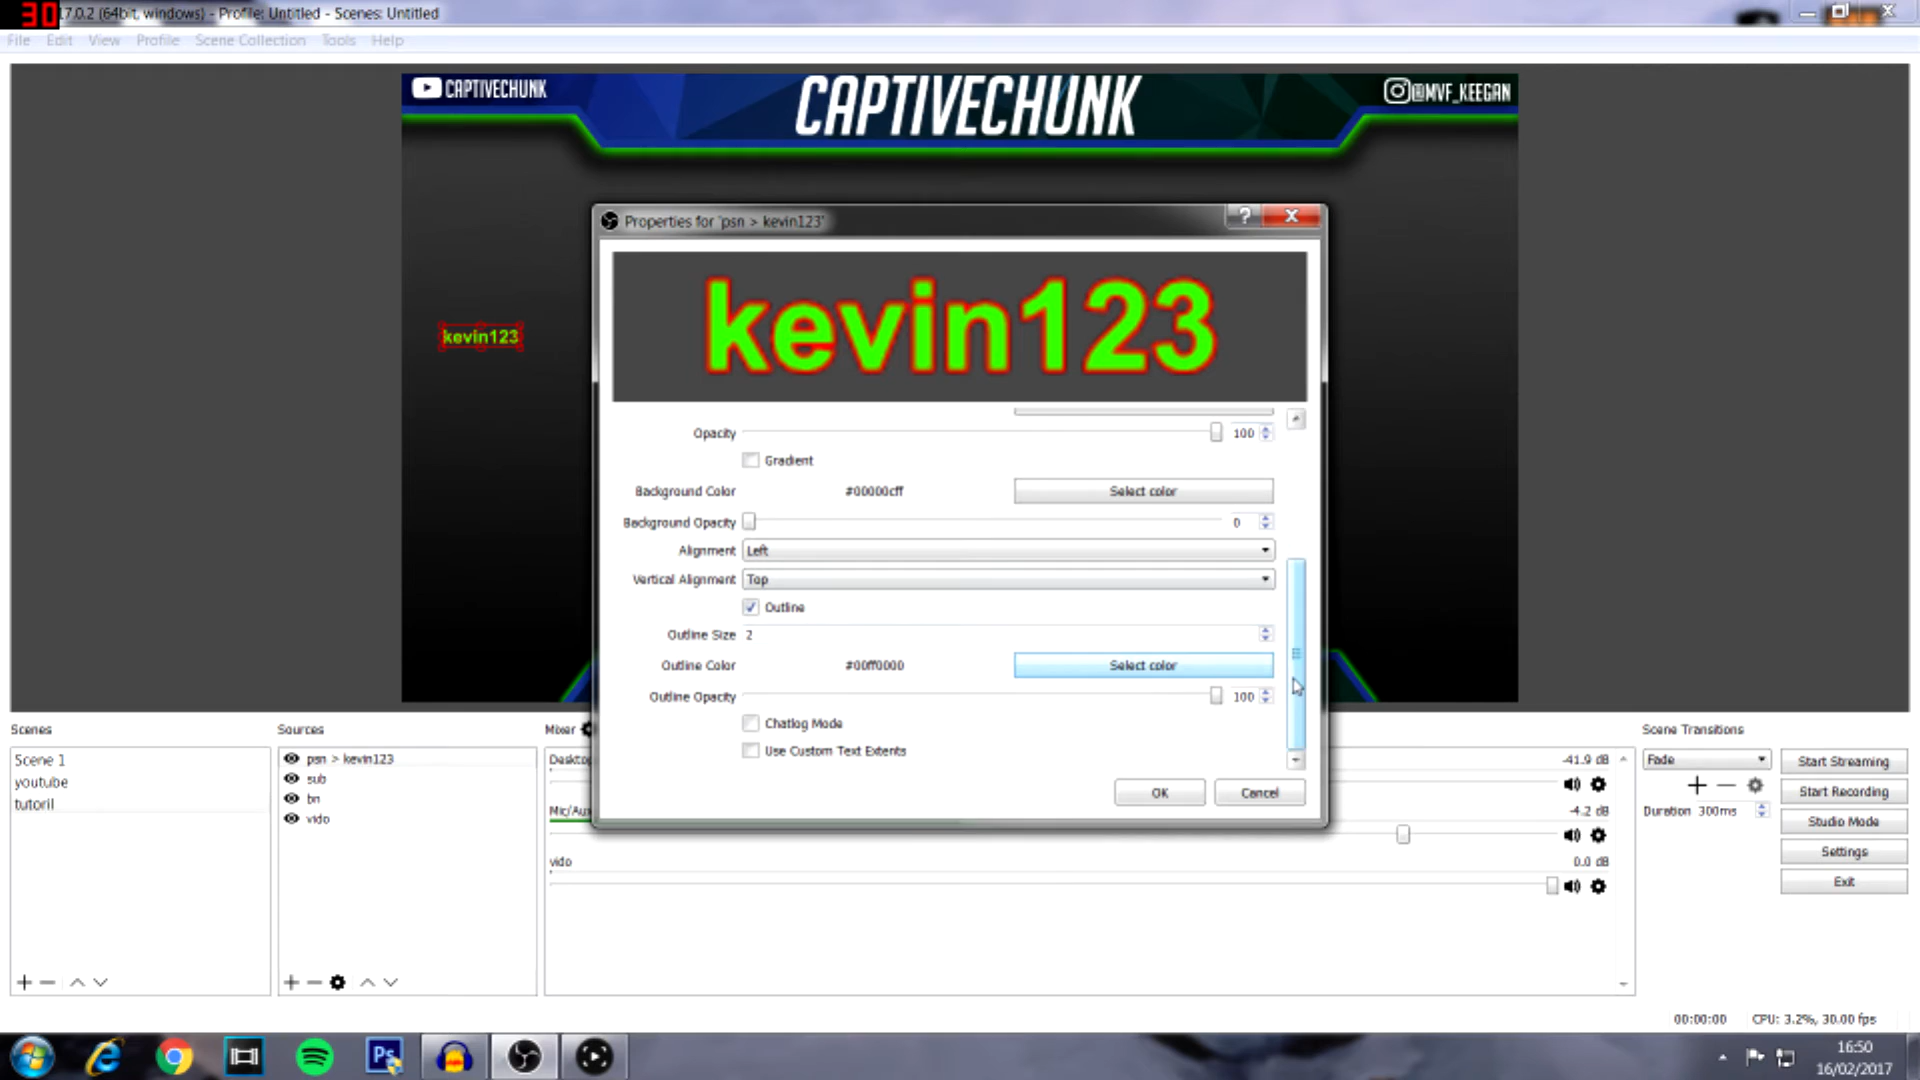 30
17.0.2 (64bit, windows) - Profile: Untitled - Scenes: Untitled
File Edit View Profile Scene Collection Tools Help
CAPTIVECHUNK
CAPTIVECHUNK
@MVF_KEEGAN
Properties for 'psn > kevin123'
?
kevin123
kevin123
Opacity 100
Gradient
Background Color #00000cff Select color
Background Opacity 0
Alignment Left
Vertical Alignment Top
Outline
Outline Size 2
Outline Color #00ff0000 Select color
Outline Opacity 100
Chatlog Mode
Use Custom Text Extents
OK Cancel
Scenes
Scene 1
youtube
tutoril
Sources
psn > kevin123
sub
bn
vido
Mixer
Deskto
-41.9 dB
Mic/Aux
-4.2 dB
vido
0.0 dB
Scene Transitions
Fade
Duration 300ms
Start Streaming
Start Recording
Studio Mode
Settings
Exit
00:00:00 CPU: 3.2%, 30.00 fps
Ps
16:50
16/02/2017